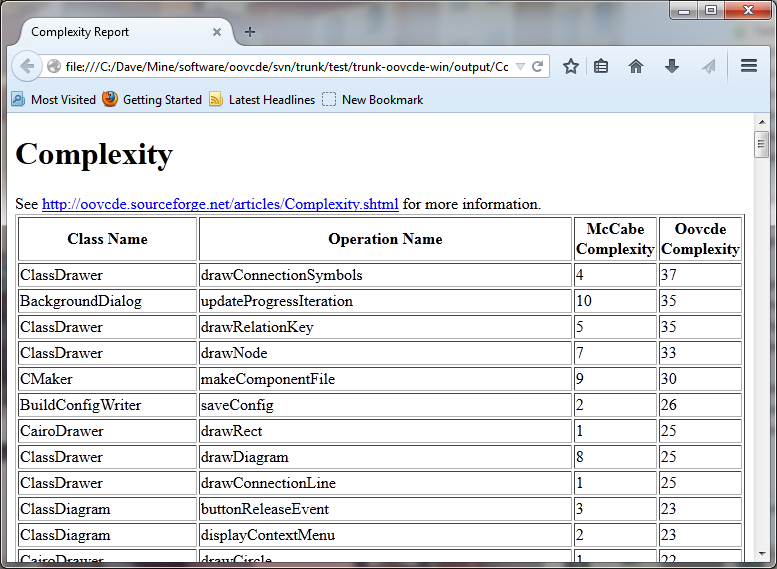 Complexity Report
file:///C:/Dave/Mine/software/oovcde/svn/trunk/test/trunk-oovcde-win/output/Co
Most Visited Getting Started Latest Headlines New Bookmark
Complexity
See http://oovcde.sourceforge.net/articles/Complexity.shtml for more information.
Class Name Operation Name McCabe Complexity Oovcde Complexity
ClassDrawer drawConnectionSymbols 4 37
BackgroundDialog updateProgressIteration 10 35
ClassDrawer drawRelationKey 5 35
ClassDrawer drawNode 7 33
CMaker makeComponentFile 9 30
BuildConfigWriter saveConfig 2 26
CairoDrawer drawRect 1 25
ClassDrawer drawDiagram 8 25
ClassDrawer drawConnectionLine 1 25
ClassDiagram buttonReleaseEvent 3 23
ClassDiagram displayContextMenu 2 23
CairoDrawer drawCircle 1 22